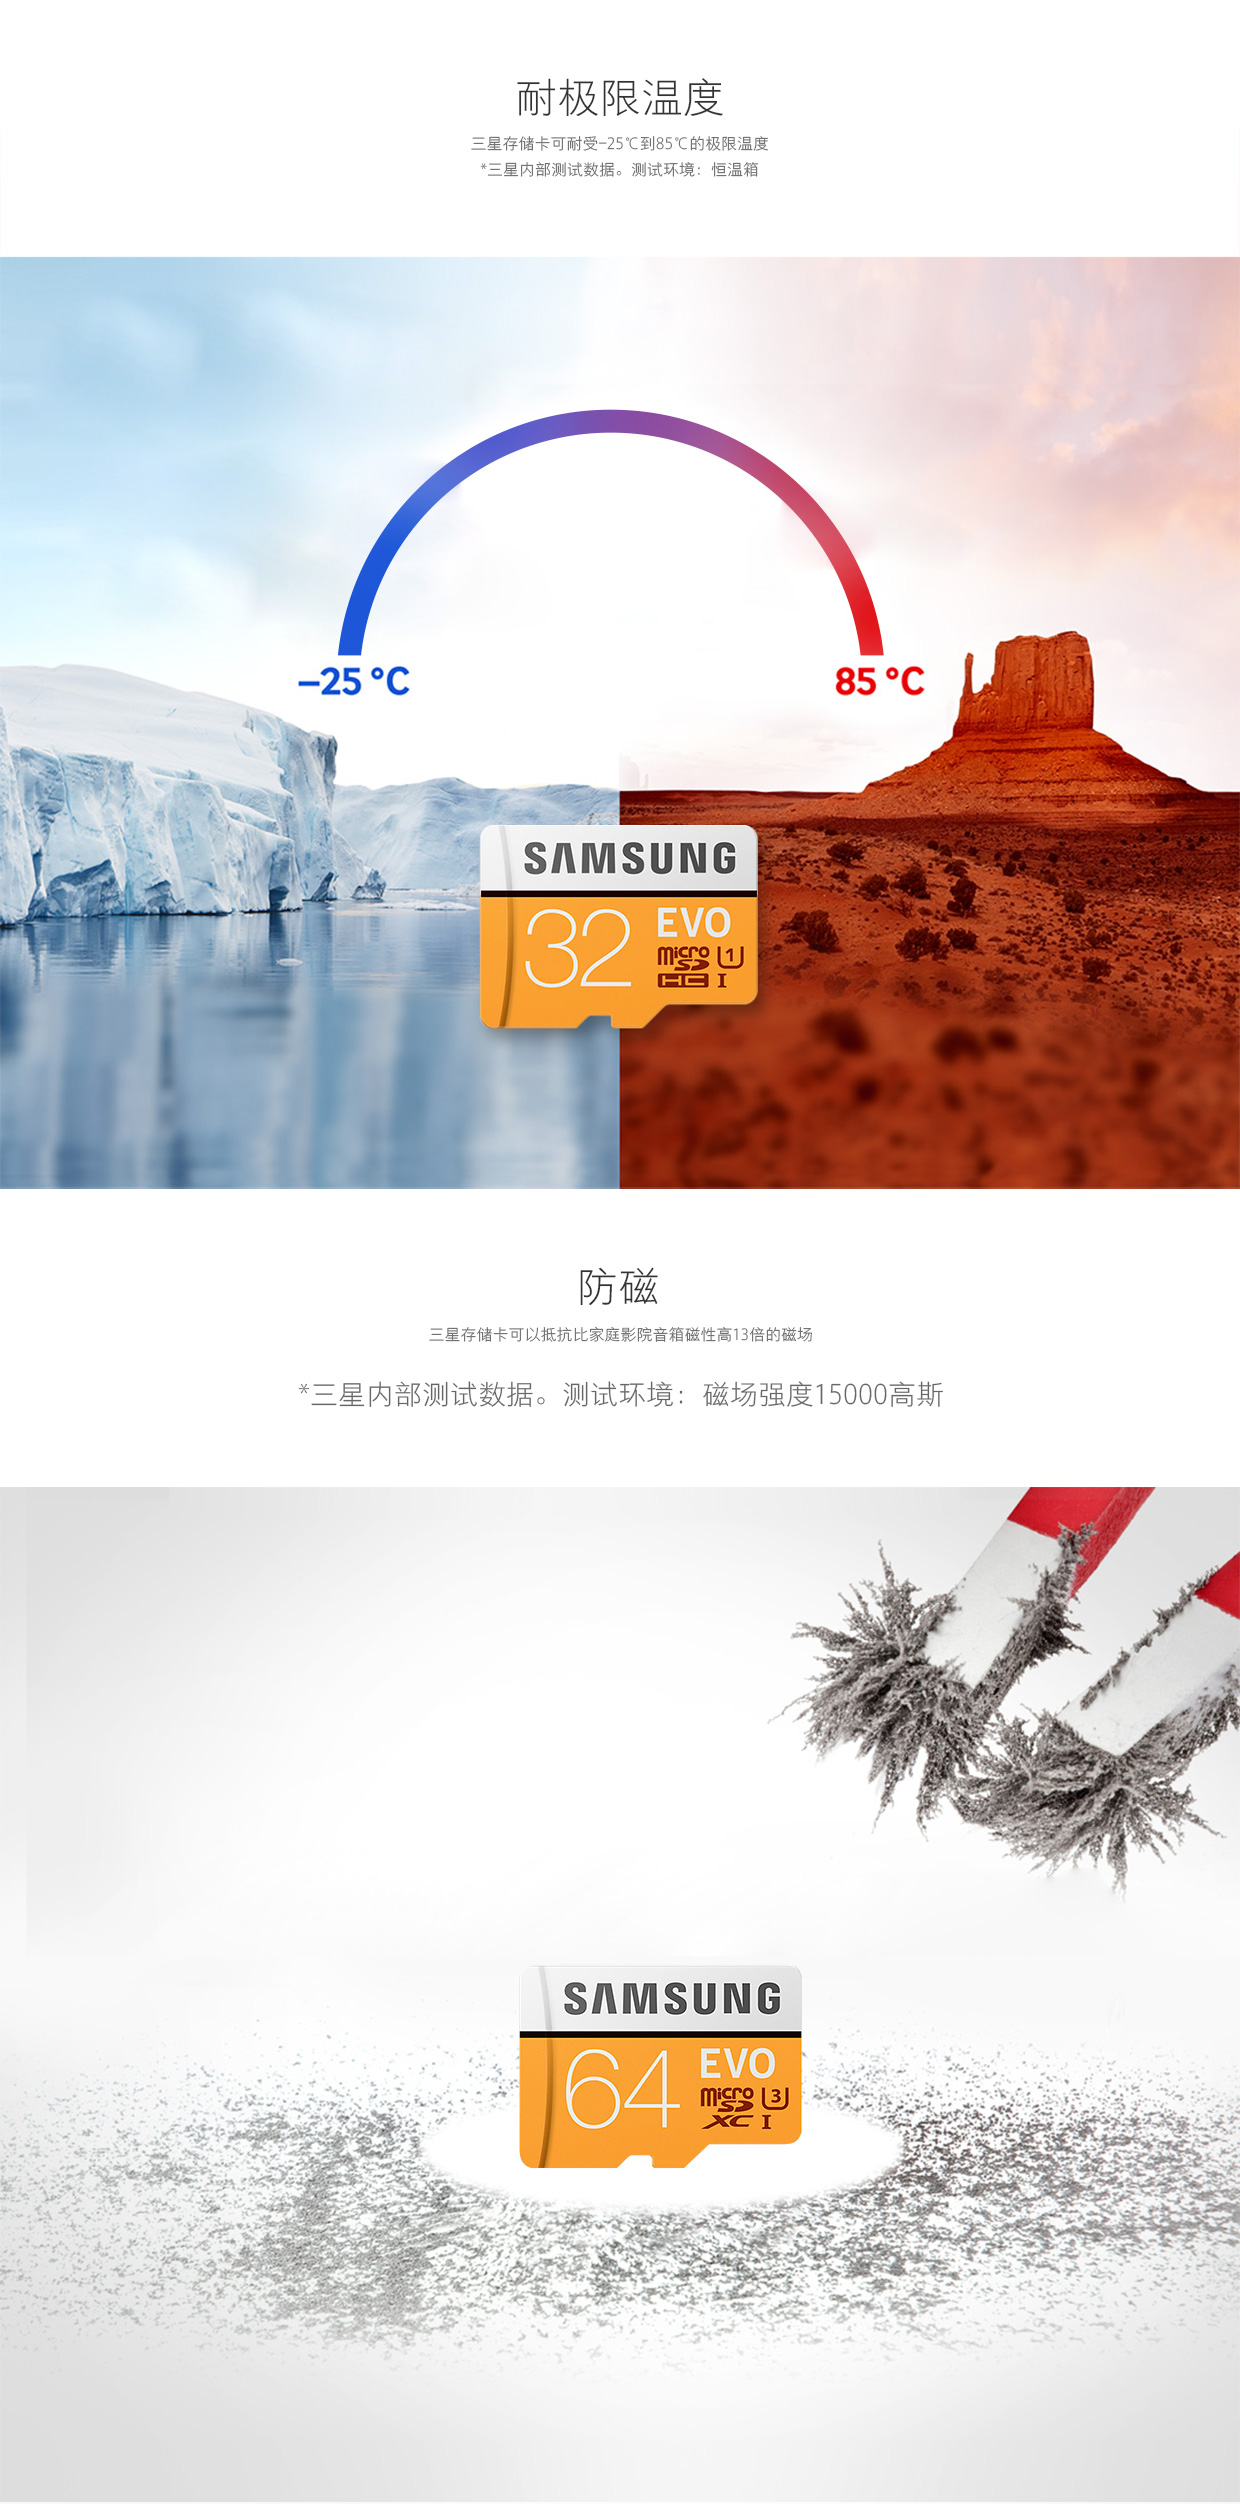 耐极限温度
三星存储卡可耐受-25℃到85℃的极限温度
*三星内部测试数据。测试环境：恒温箱
-25 °C
85 °C
SAMSUNG
32 EVO
micro SD HC I U1
防磁
三星存储卡可以抵抗比家庭影院音箱磁性高13倍的磁场
*三星内部测试数据。测试环境：磁场强度15000高斯
SAMSUNG
64 EVO
micro SD XC I U3